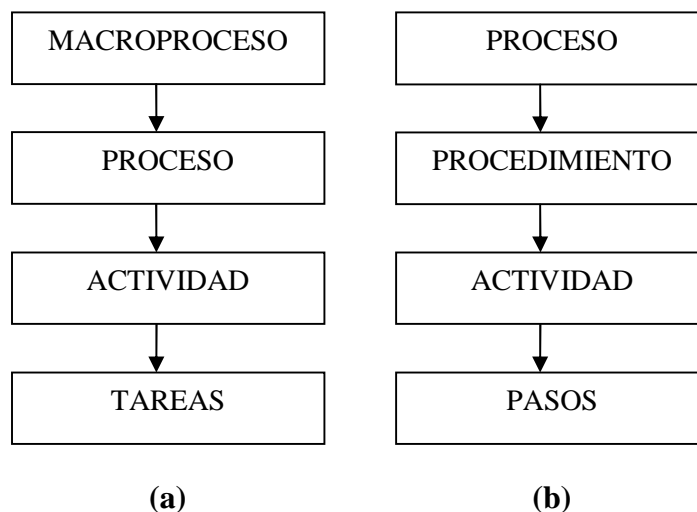 MACROPROCESO
PROCESO
ACTIVIDAD
TAREAS
(a)
PROCESO
PROCEDIMIENTO
ACTIVIDAD
PASOS
(b)